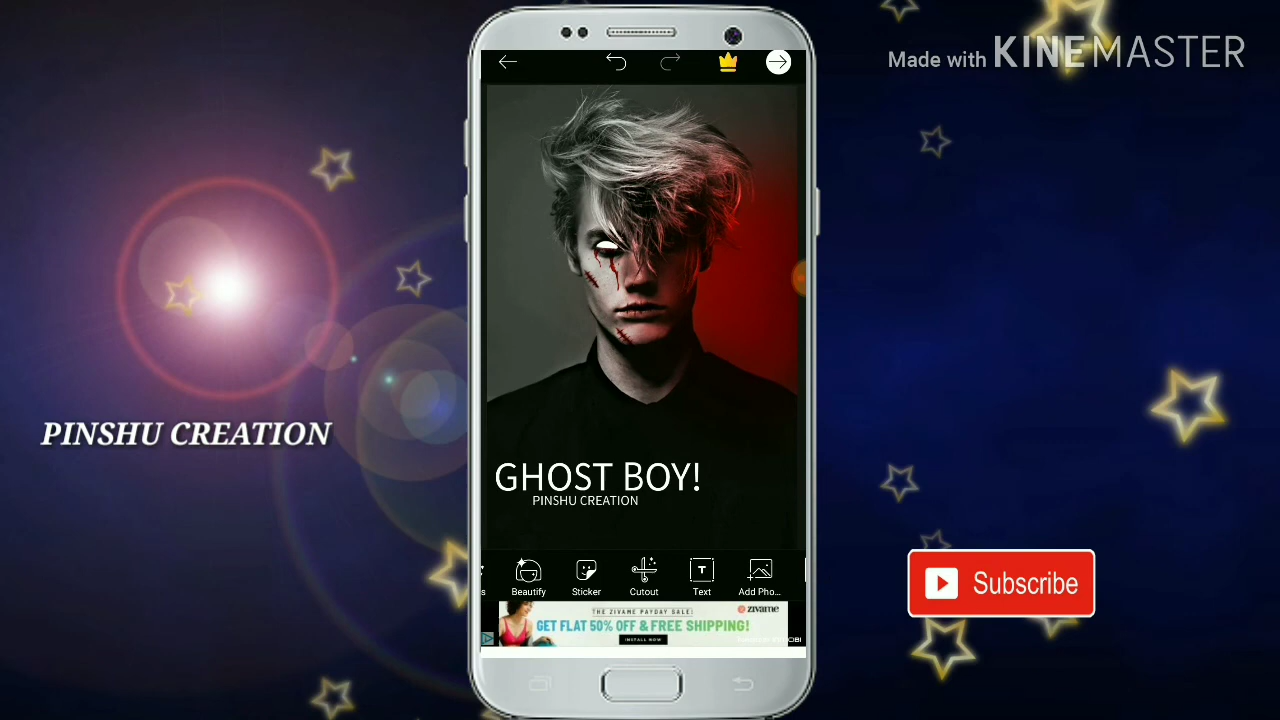 Made with KINEMASTER
PINSHU CREATION
GHOST BOY!
PINSHU CREATION
s Beautify Sticker Cutout Text Add Pho...
THE ZIVAME PAYDAY SALE!
zivame
GET FLAT 50% OFF & FREE SHIPPING!
INSTALL NOW
Subscribe